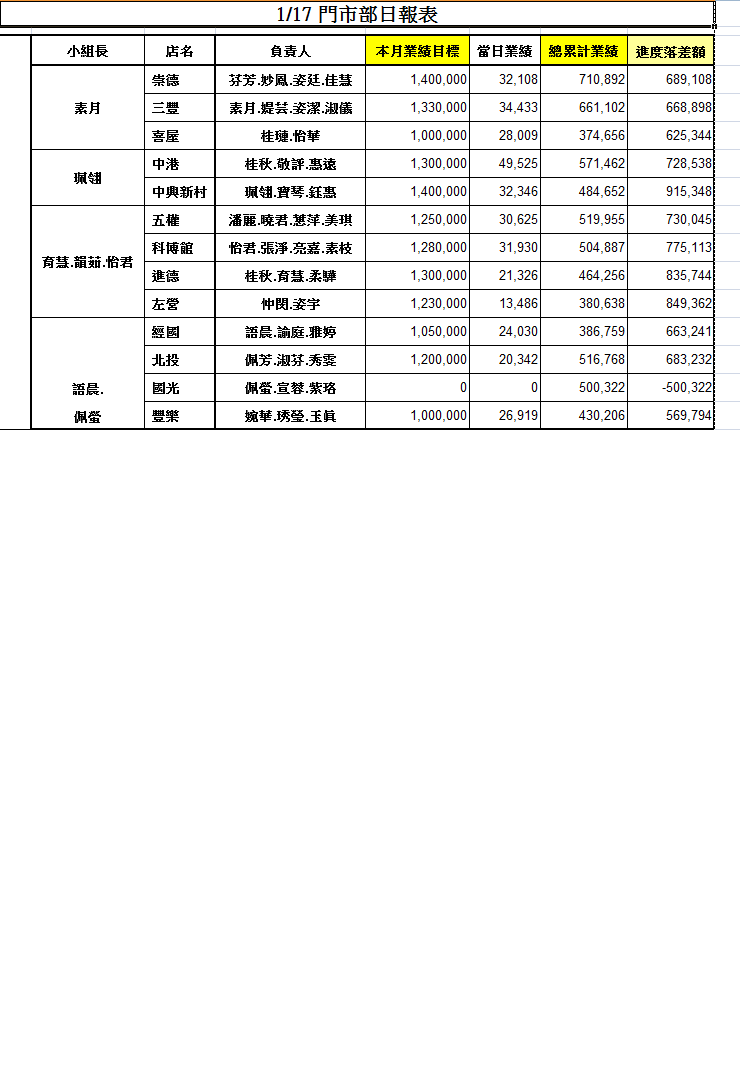 1/17 門市部日報表
小組長 店名 負責人 本月業績目標 當日業績 總累計業績 進度落差額
素月 崇德 芬芳.妙鳳.姿廷.佳慧 1,400,000 32,108 710,892 689,108
三豐 素月.緹芸.姿潔.淑儀 1,330,000 34,433 661,102 668,898
喜屋 桂璉.怡華 1,000,000 28,009 374,656 625,344
珮翎 中港 桂秋.敬評.惠遠 1,300,000 49,525 571,462 728,538
中興新村 珮翎.寶琴.鈺惠 1,400,000 32,346 484,652 915,348
育慧.韻茹.怡君 五權 潘麗.曉君.蕙萍.美琪 1,250,000 30,625 519,955 730,045
科博館 怡君.張淨.亮嘉.素枝 1,280,000 31,930 504,887 775,113
進德 桂秋.育慧.柔驊 1,300,000 21,326 464,256 835,744
左營 仲閔.姿宇 1,230,000 13,486 380,638 849,362
語晨. 經國 語晨.諭庭.雅婷 1,050,000 24,030 386,759 663,241
佩螢 北投 佩芳.淑芬.秀雯 1,200,000 20,342 516,768 683,232
國光 佩螢.宣蓉.紫珞 0 0 500,322 -500,322
豐樂 婉華.琇瑩.玉真 1,000,000 26,919 430,206 569,794